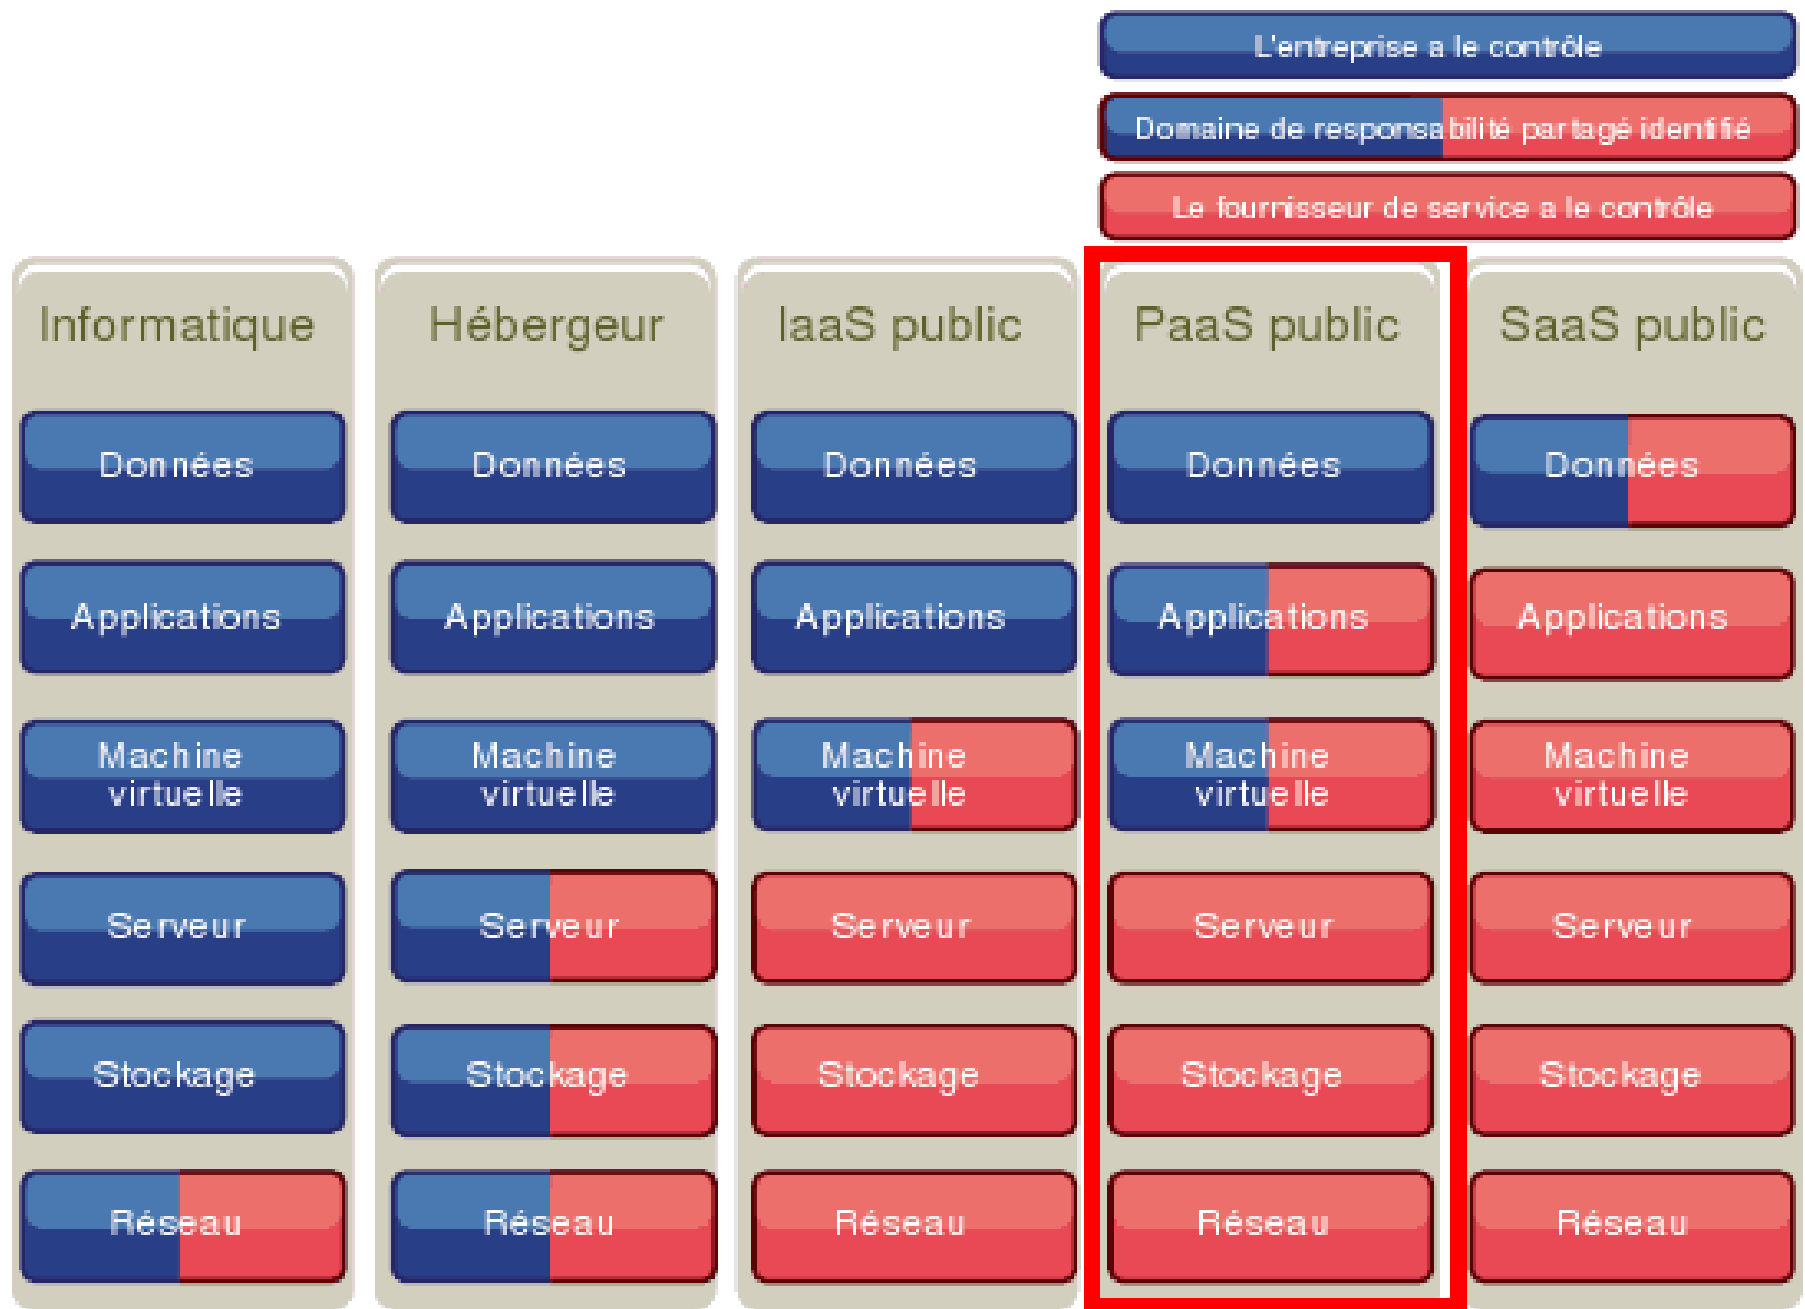 L'entreprise a le contrôle
Domaine de responsabilité partagé identifié
Le fournisseur de service a le contrôle
Informatique
Hébergeur
IaaS public
PaaS public
SaaS public
Données
Données
Données
Données
Données
Applications
Applications
Applications
Applications
Applications
Machine
virtuelle
Machine
virtuelle
Machine
virtuelle
Machine
virtuelle
Machine
virtuelle
Serveur
Serveur
Serveur
Serveur
Serveur
Stockage
Stockage
Stockage
Stockage
Stockage
Réseau
Réseau
Réseau
Réseau
Réseau